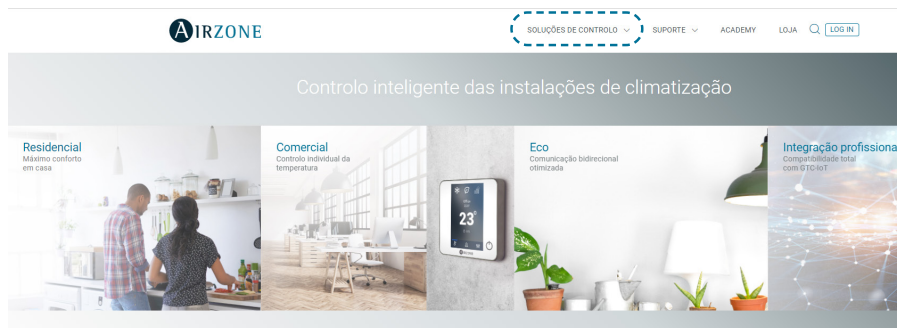 AIRZONE
SOLUÇÕES DE CONTROLO
SUPORTE
ACADEMY
LOJA
LOG IN
Controlo inteligente das instalações de climatização
Residencial
Máximo conforto
em casa
Comercial
Controlo individual da
temperatura
23°
AIRZONE
Eco
Comunicação bidirecional
otimizada
Integração profissiona
Compatibilidade total
com GTC-IoT